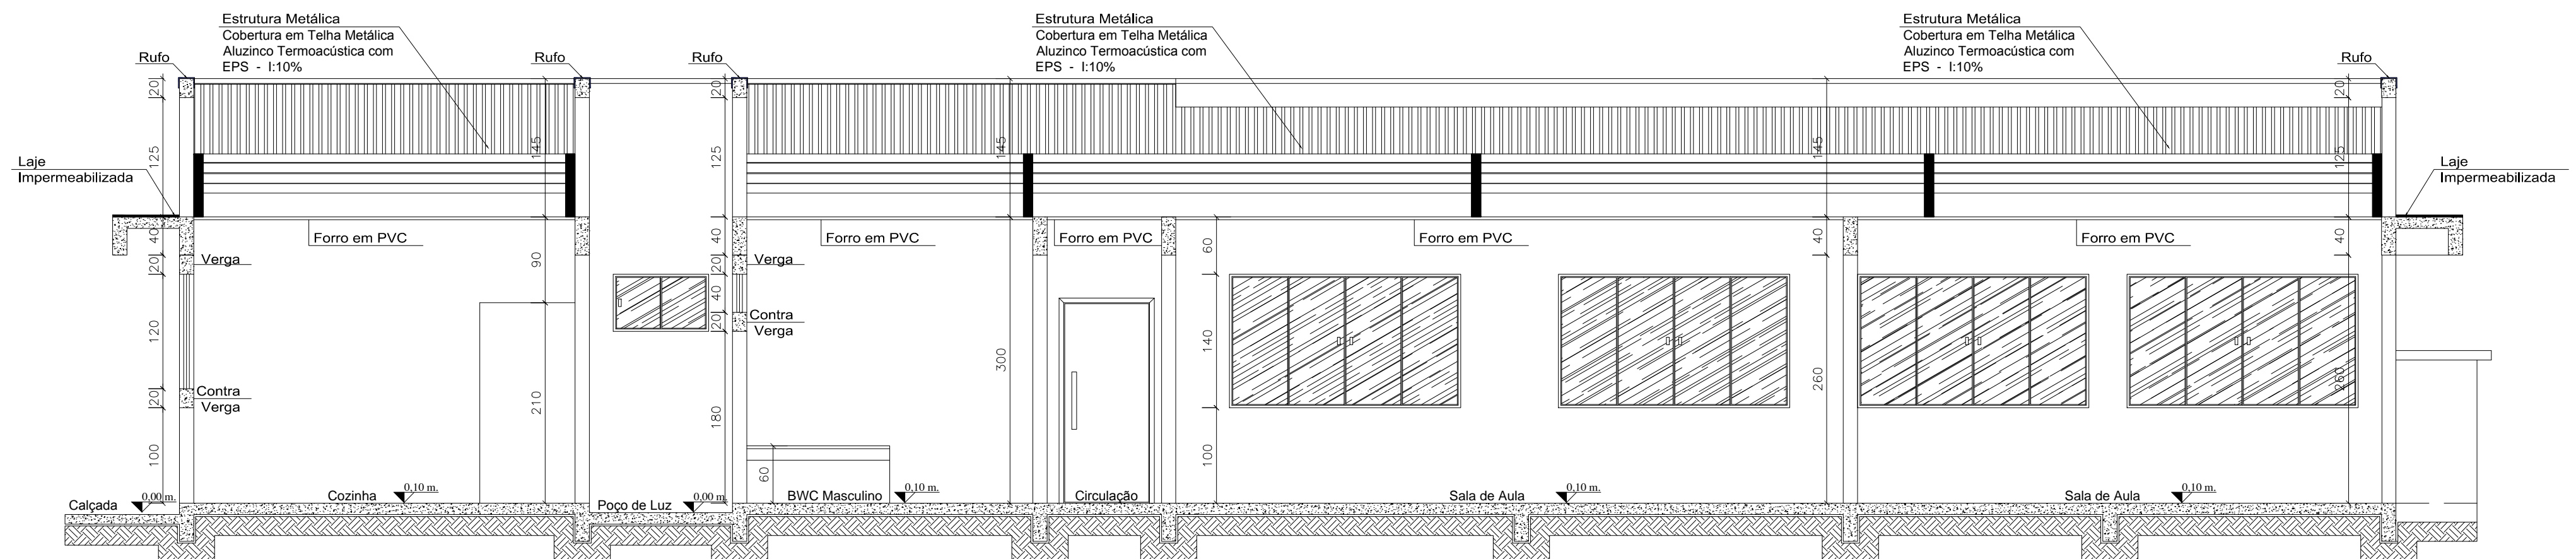 Estrutura Metálica
Cobertura em Telha Metálica
Aluzinco Termoacústica com
EPS - I:10%
Estrutura Metálica
Cobertura em Telha Metálica
Aluzinco Termoacústica com
EPS - I:10%
Estrutura Metálica
Cobertura em Telha Metálica
Aluzinco Termoacústica com
EPS - I:10%
Rufo
Rufo
Rufo
Rufo
20
20
20
145
145
145
125
125
125
Laje
Impermeabilizada
Laje
Impermeabilizada
Forro em PVC
Forro em PVC
Forro em PVC
Forro em PVC
Forro em PVC
40
90
40
60
40
40
Verga
Verga
20
20
40
Contra
Verga
20
120
300
140
260
260
Contra
Verga
20
210
180
100
60
100
Calçada
0,00 m.
Cozinha
0,10 m.
Poço de Luz
0,00 m.
BWC Masculino
0,10 m.
Circulação
Sala de Aula
0,10 m.
Sala de Aula
0,10 m.